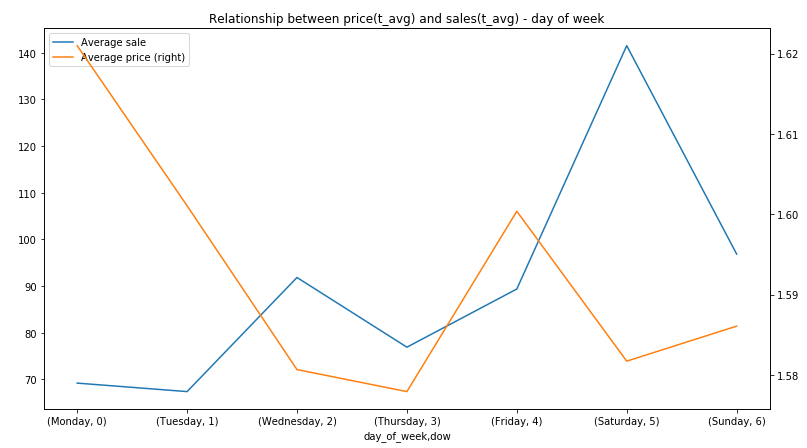 Relationship between price(t_avg) and sales(t_avg) - day of week
Average sale
Average price (right)
140
130
120
110
100
90
80
70
1.62
1.61
1.60
1.59
1.58
(Monday, 0)
(Tuesday, 1)
(Wednesday, 2)
(Thursday, 3)
(Friday, 4)
(Saturday, 5)
(Sunday, 6)
day_of_week,dow